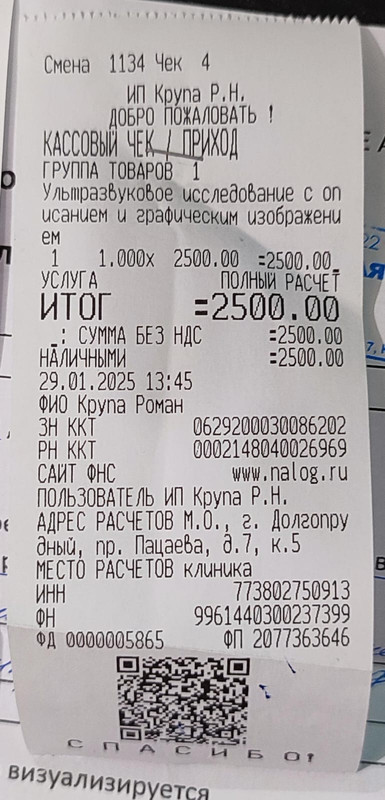 Смена 1134 Чек 4
ИП Крупа Р.Н.
ДОБРО ПОЖАЛОВАТЬ !
КАССОВЫЙ ЧЕК / ПРИХОД
ГРУППА ТОВАРОВ 1
Ультразвуковое исследование с оп
исанием и графическим изображени
ем
1 1.000x 2500.00 =2500.00_
УСЛУГА ПОЛНЫЙ РАСЧЕТ
ИТОГ =2500.00
_: СУММА БЕЗ НДС =2500.00
НАЛИЧНЫМИ =2500.00
29.01.2025 13:45
ФИО Крупа Роман
ЗН ККТ 0629200030086202
РН ККТ 0002148040026969
САИТ ФНС www.nalog.ru
ПОЛЬЗОВАТЕЛЬ ИП Крупа Р.Н.
АДРЕС РАСЧЕТОВ М.О., г. Долгопру
дный, пр. Пацаева, д.7, к.5
МЕСТО РАСЧЕТОВ клиника
ИНН 773802750913
ФН 9961440300237399
ФД 0000005865 ФП 2077363646
СПАСИБО!
визуализируется